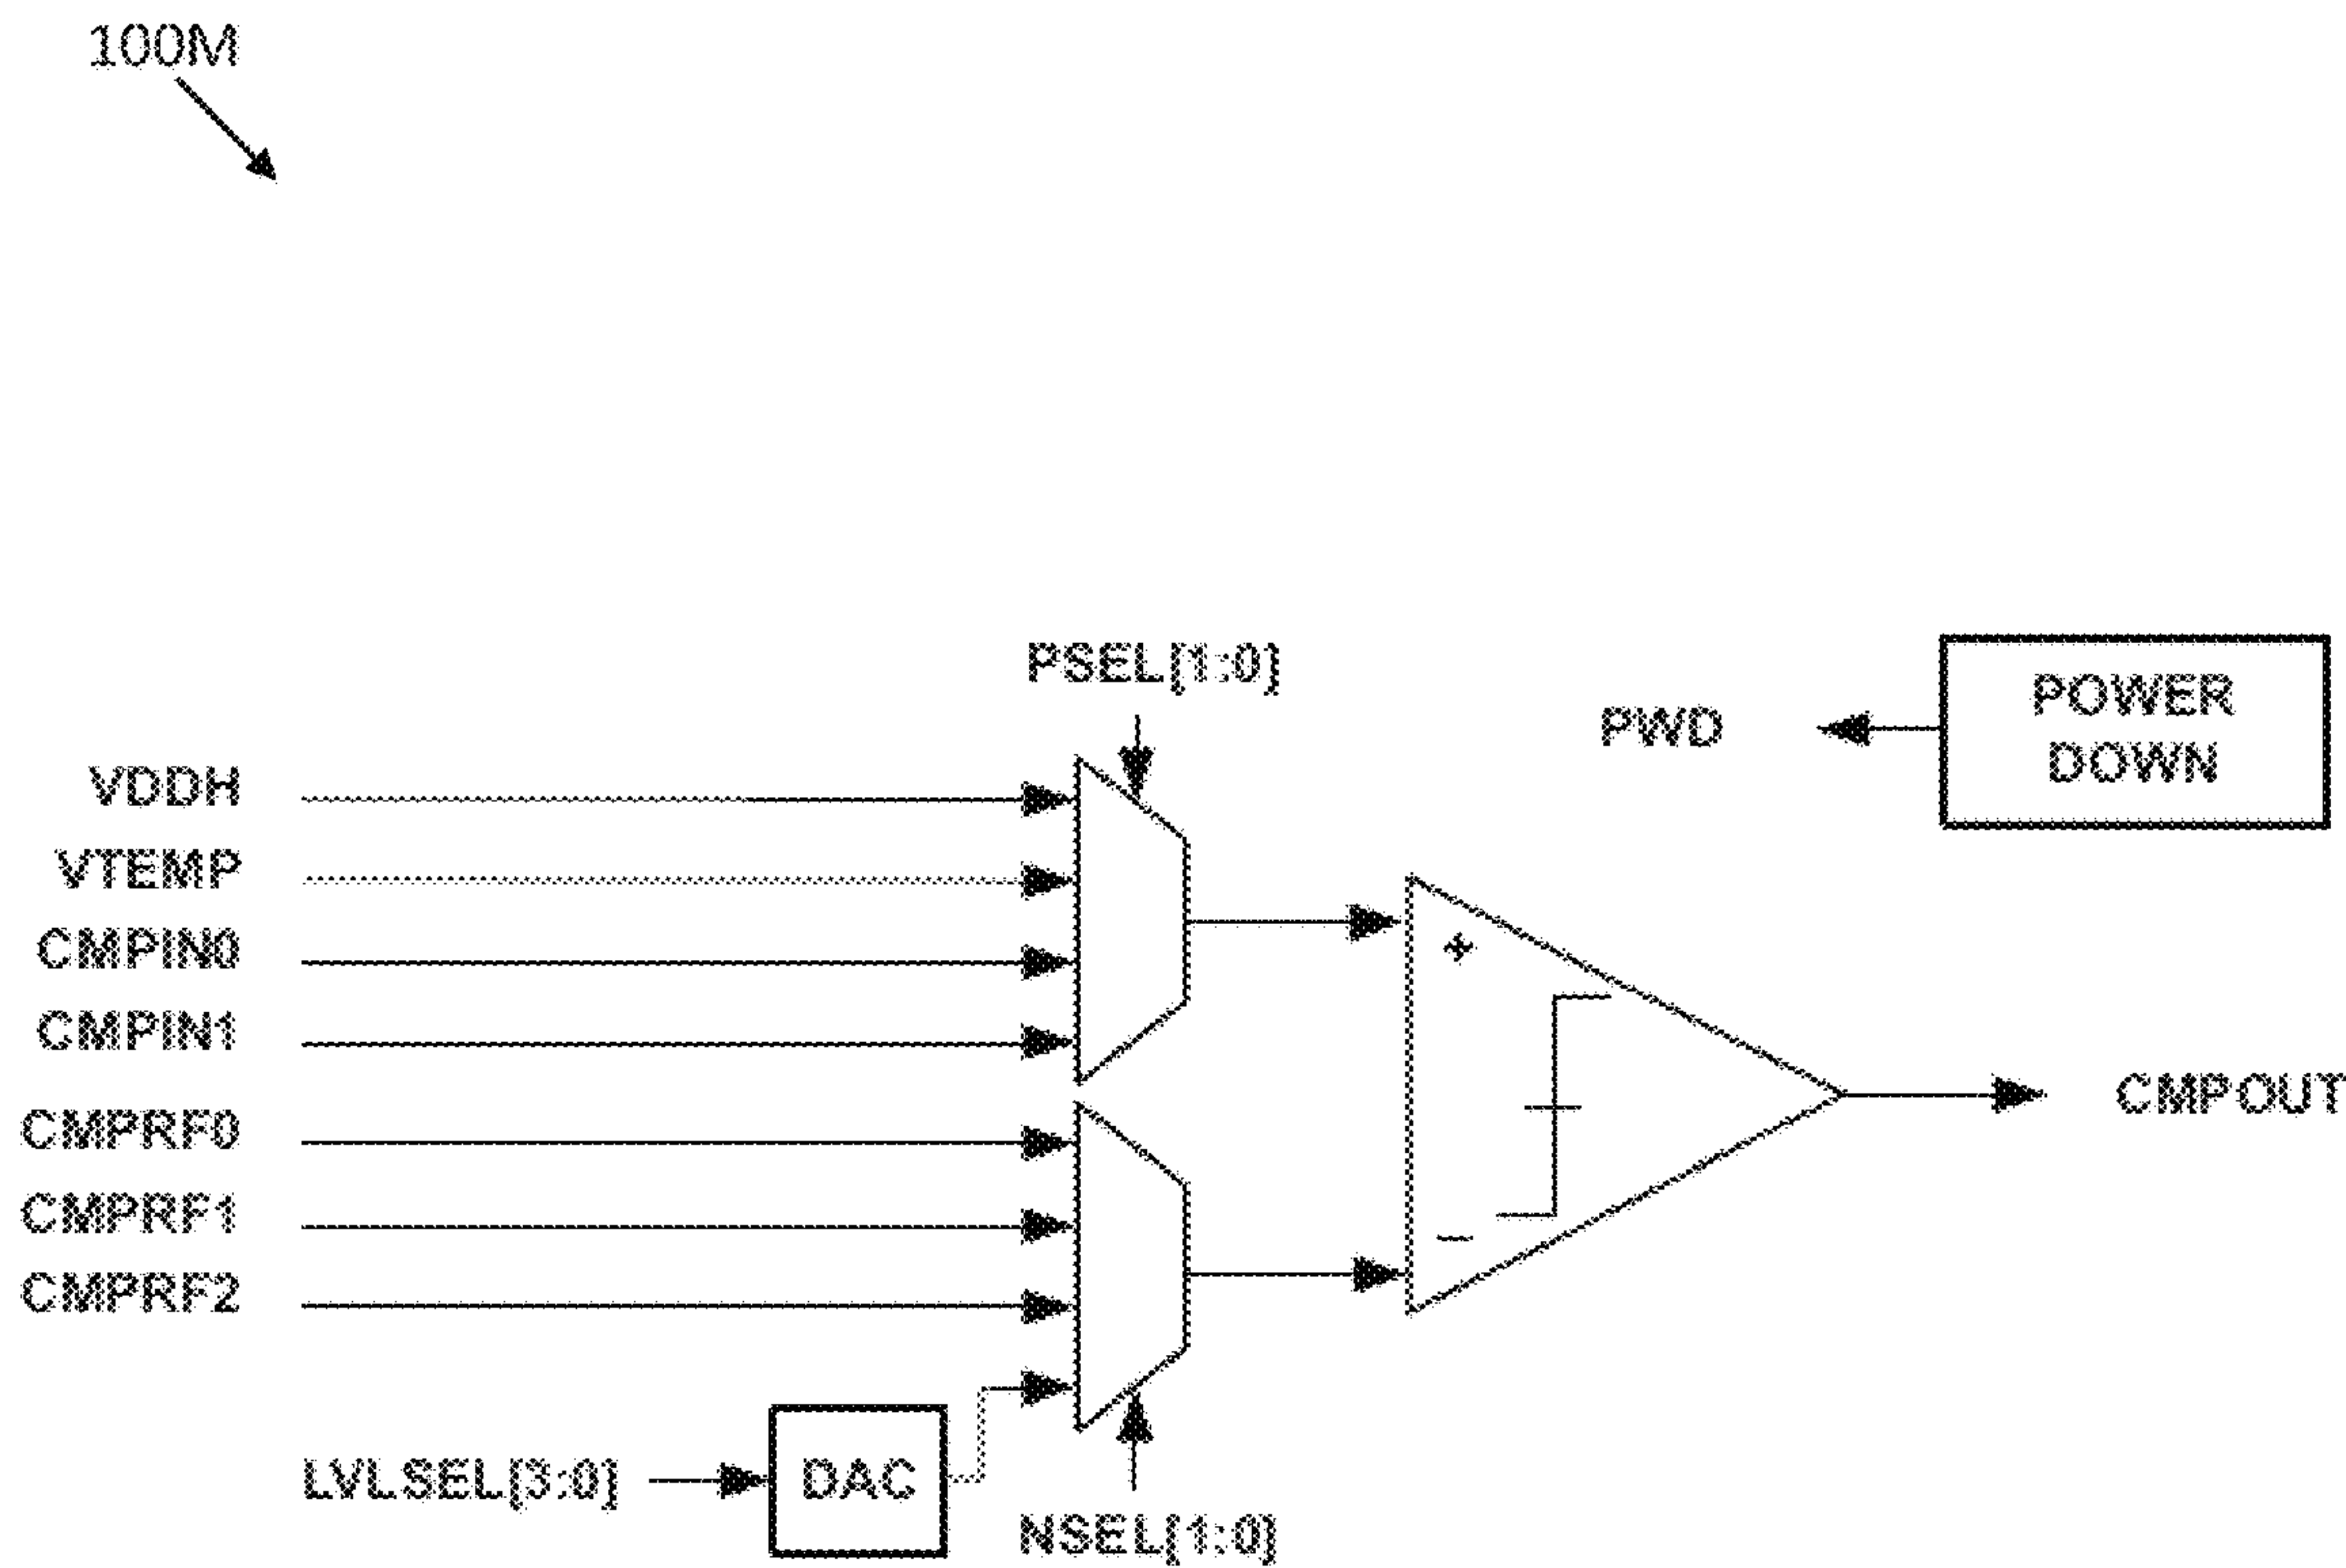 100M
PSEL[1:0]
PWD
POWER
DOWN
VDDH
VTEMP
CMPIN0
CMPIN1
CMPRF0
CMPRF1
CMPRF2
+
−
CMPOUT
LVLSEL[3:0]
DAC
NSEL[1:0]